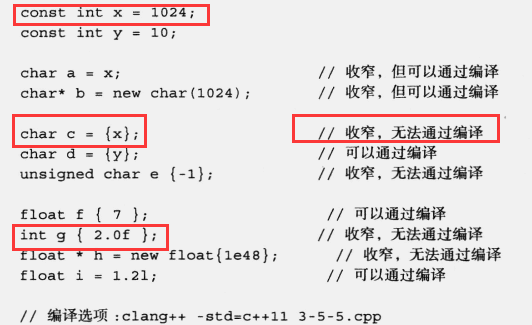 const int x = 1024;
const int y = 10;
char a = x; // 收窄，但可以通过编译
char* b = new char(1024); // 收窄，但可以通过编译
char c = {x}; // 收窄，无法通过编译
char d = {y}; // 可以通过编译
unsigned char e {-1}; // 收窄，无法通过编译
float f { 7 }; // 可以通过编译
int g { 2.0f }; // 收窄，无法通过编译
float * h = new float{1e48}; // 收窄，无法通过编译
float i = 1.2l; // 可以通过编译
// 编译选项:clang++ -std=c++11 3-5-5.cpp